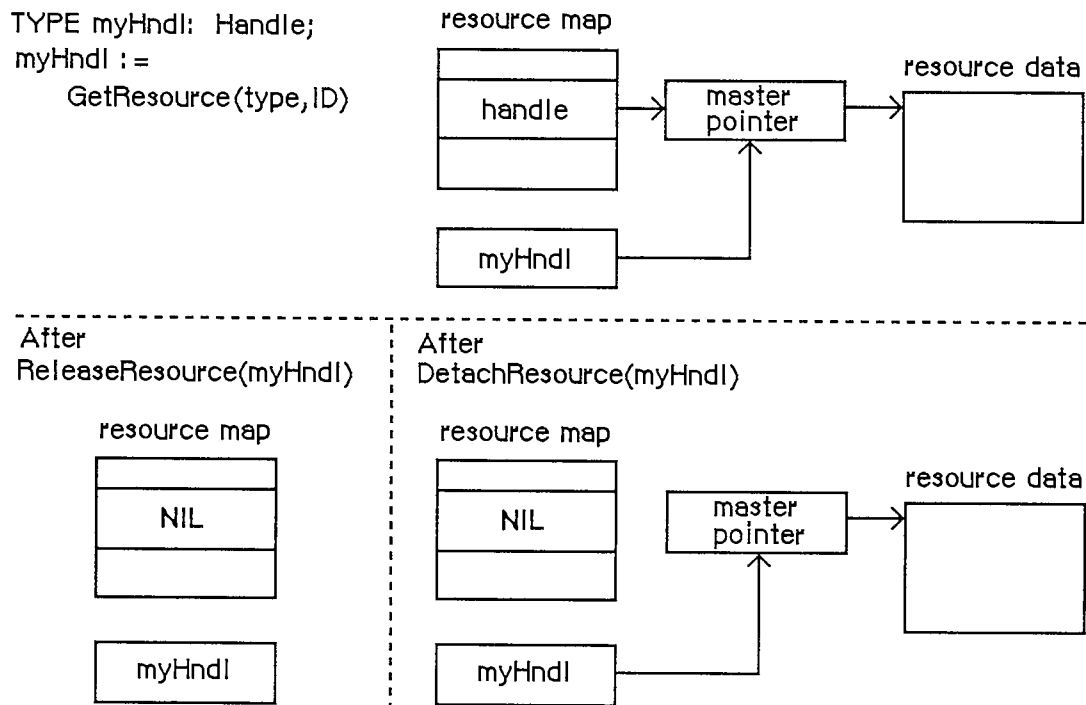 TYPE myHndl: Handle;
myHndl :=
GetResource(type,ID)
resource map
handle
master
pointer
resource data
myHndl
After
ReleaseResource(myHndl)
resource map
NIL
myHndl
After
DetachResource(myHndl)
resource map
NIL
master
pointer
resource data
myHndl